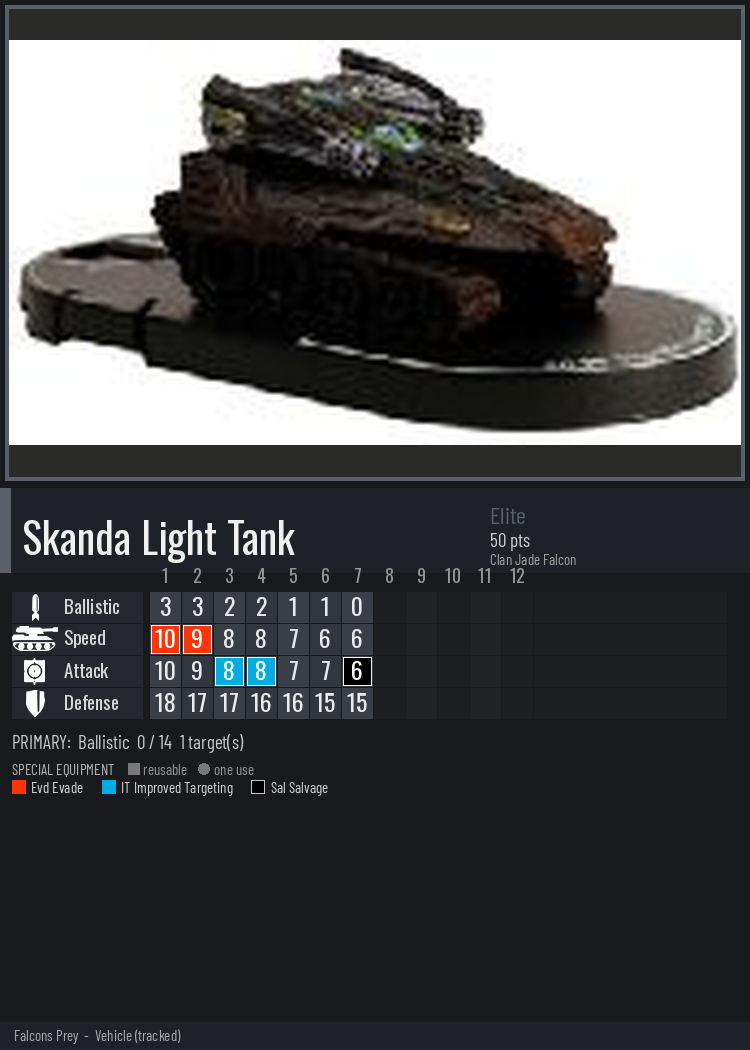 Skanda Light Tank
Elite
50 pts
Clan Jade Falcon
1 2 3 4 5 6 7 8 9 10 11 12
Ballistic 3 3 2 2 1 1 0
Speed 10 9 8 8 7 6 6
Attack 10 9 8 8 7 7 6
Defense 18 17 17 16 16 15 15
PRIMARY: Ballistic 0 / 14 1 target(s)
SPECIAL EQUIPMENT reusable one use
Evd Evade IT Improved Targeting Sal Salvage
Falcons Prey - Vehicle (tracked)